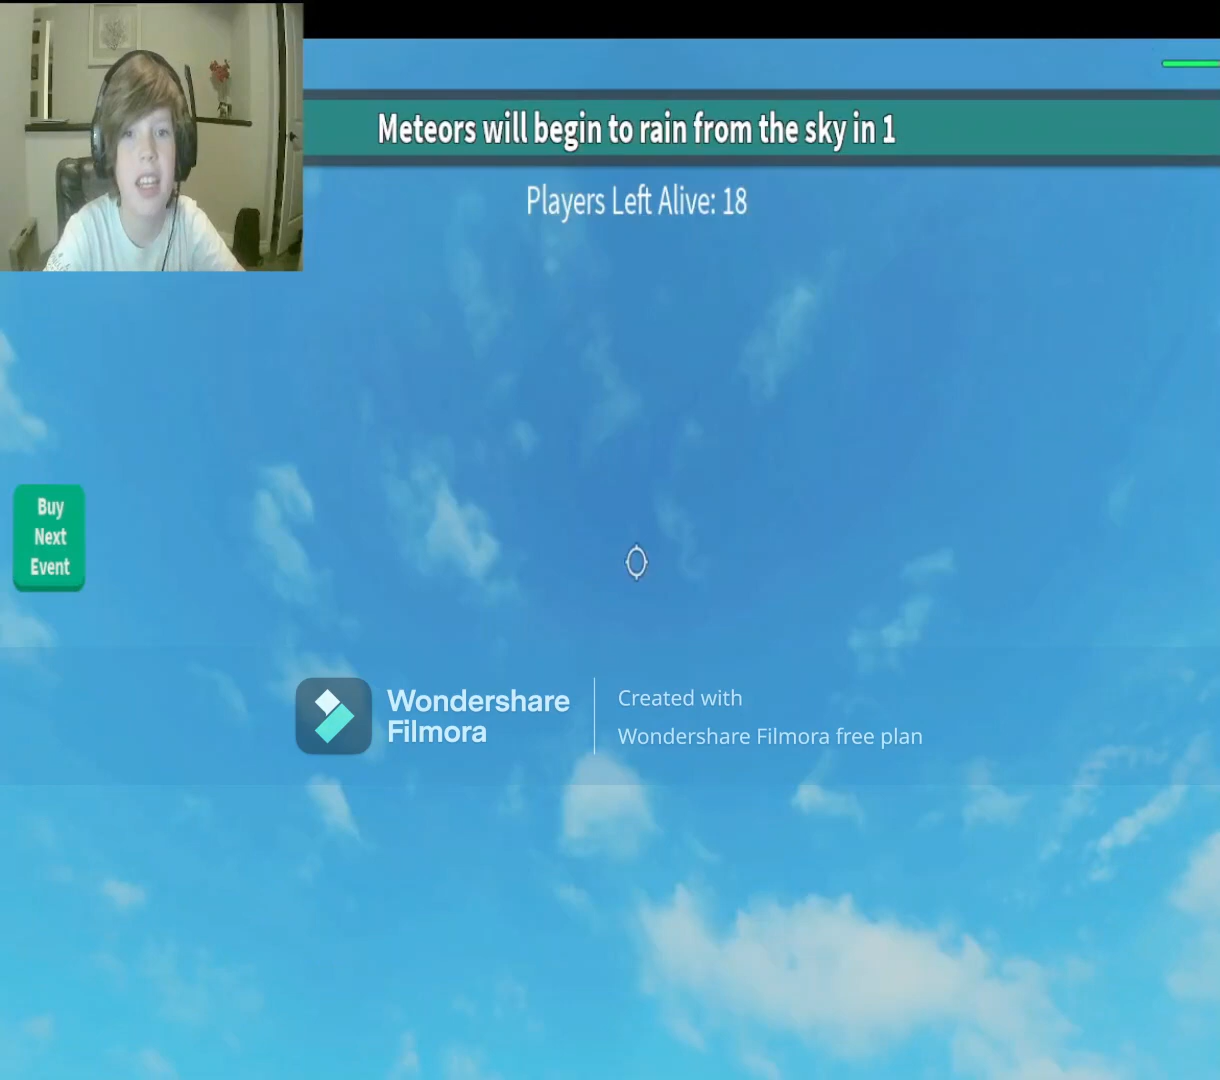 Meteors will begin to rain from the sky in 1
Players Left Alive: 18
Buy
Next
Event
Wondershare
Filmora
Created with
Wondershare Filmora free plan